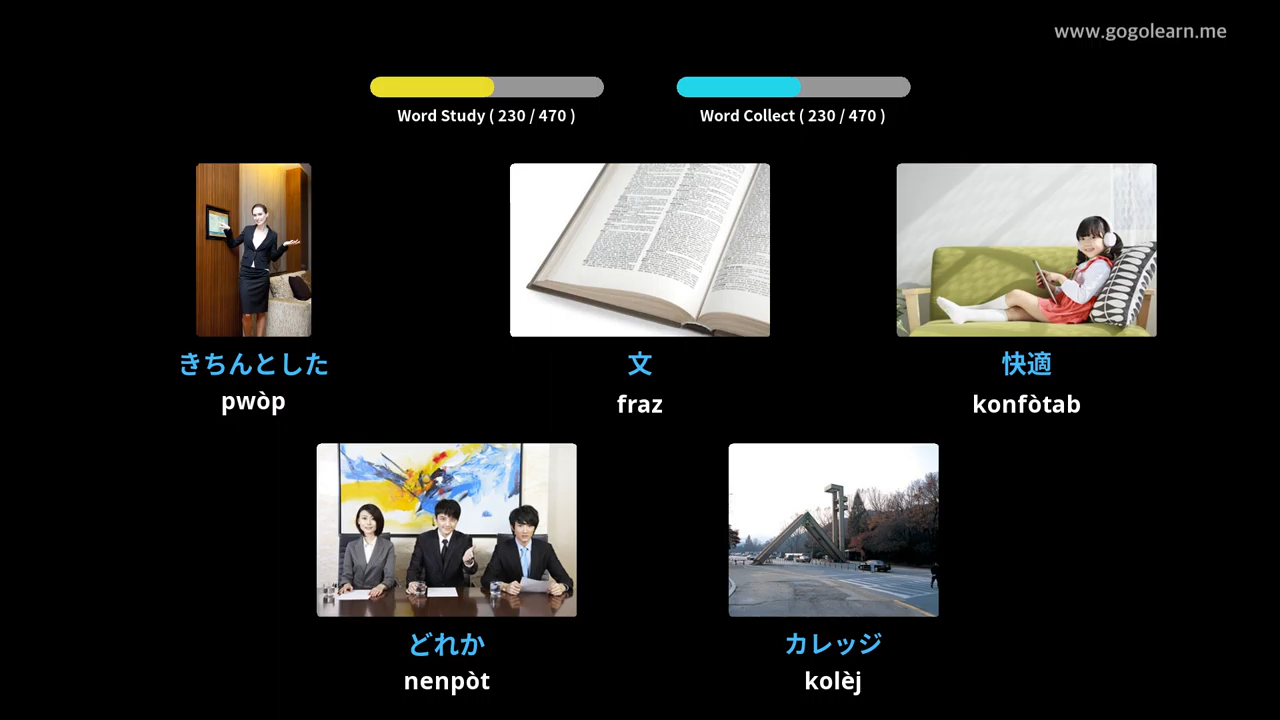 www.gogolearn.me
Word Study ( 230 / 470 )
Word Collect ( 230 / 470 )
きちんとした
pwòp
文
fraz
快適
konfòtab
どれか
nenpòt
カレッジ
kolèj